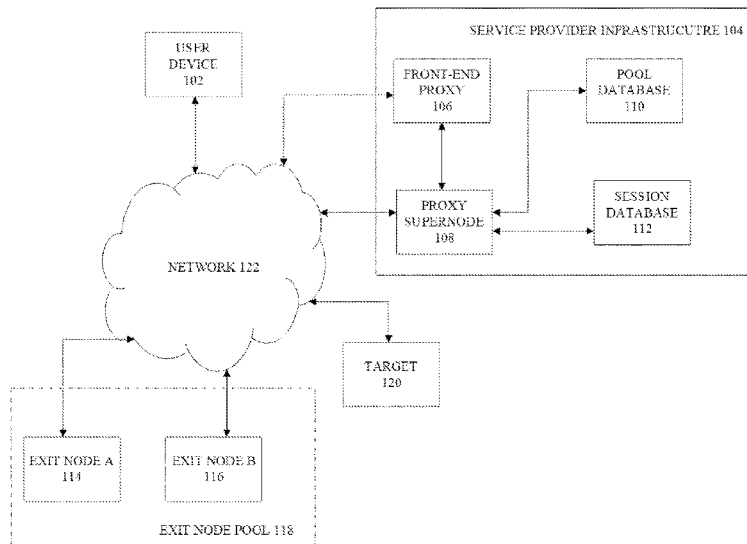 USER
DEVICE
102
SERVICE PROVIDER INFRASTRUCUTRE 104
FRONT-END
PROXY
106
POOL
DATABASE
110
PROXY
SUPERNODE
108
SESSION
DATABASE
112
NETWORK 122
TARGET
120
EXIT NODE A
114
EXIT NODE B
116
EXIT NODE POOL 118